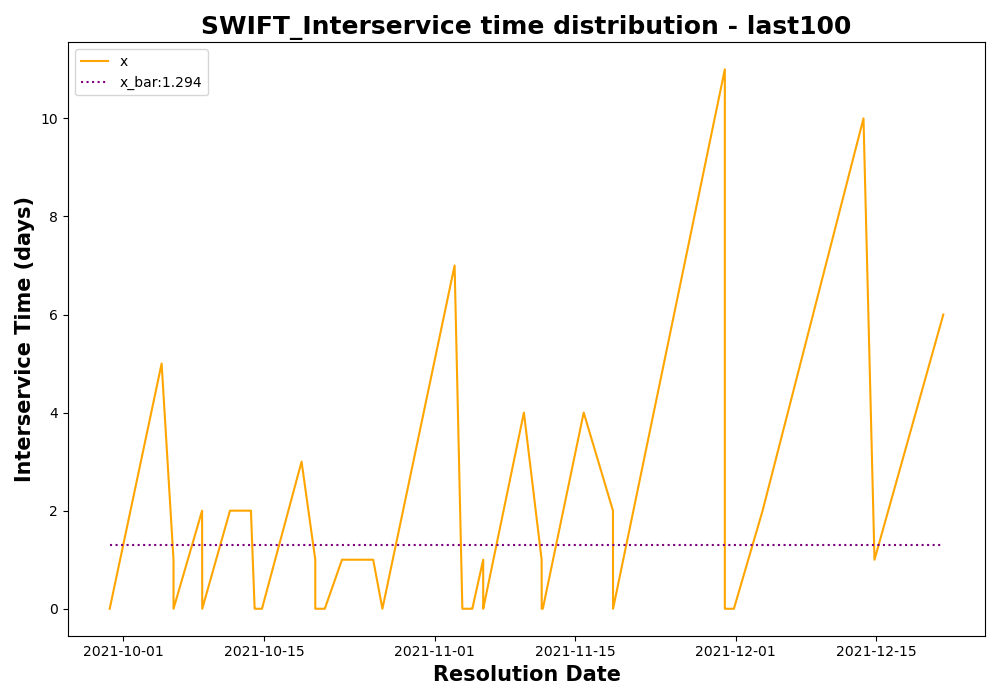 SWIFT_Interservice time distribution - last100
x
x_bar:1.294
Interservice Time (days)
10
8
6
4
2
0
2021-10-01
2021-10-15
2021-11-01
2021-11-15
2021-12-01
2021-12-15
Resolution Date